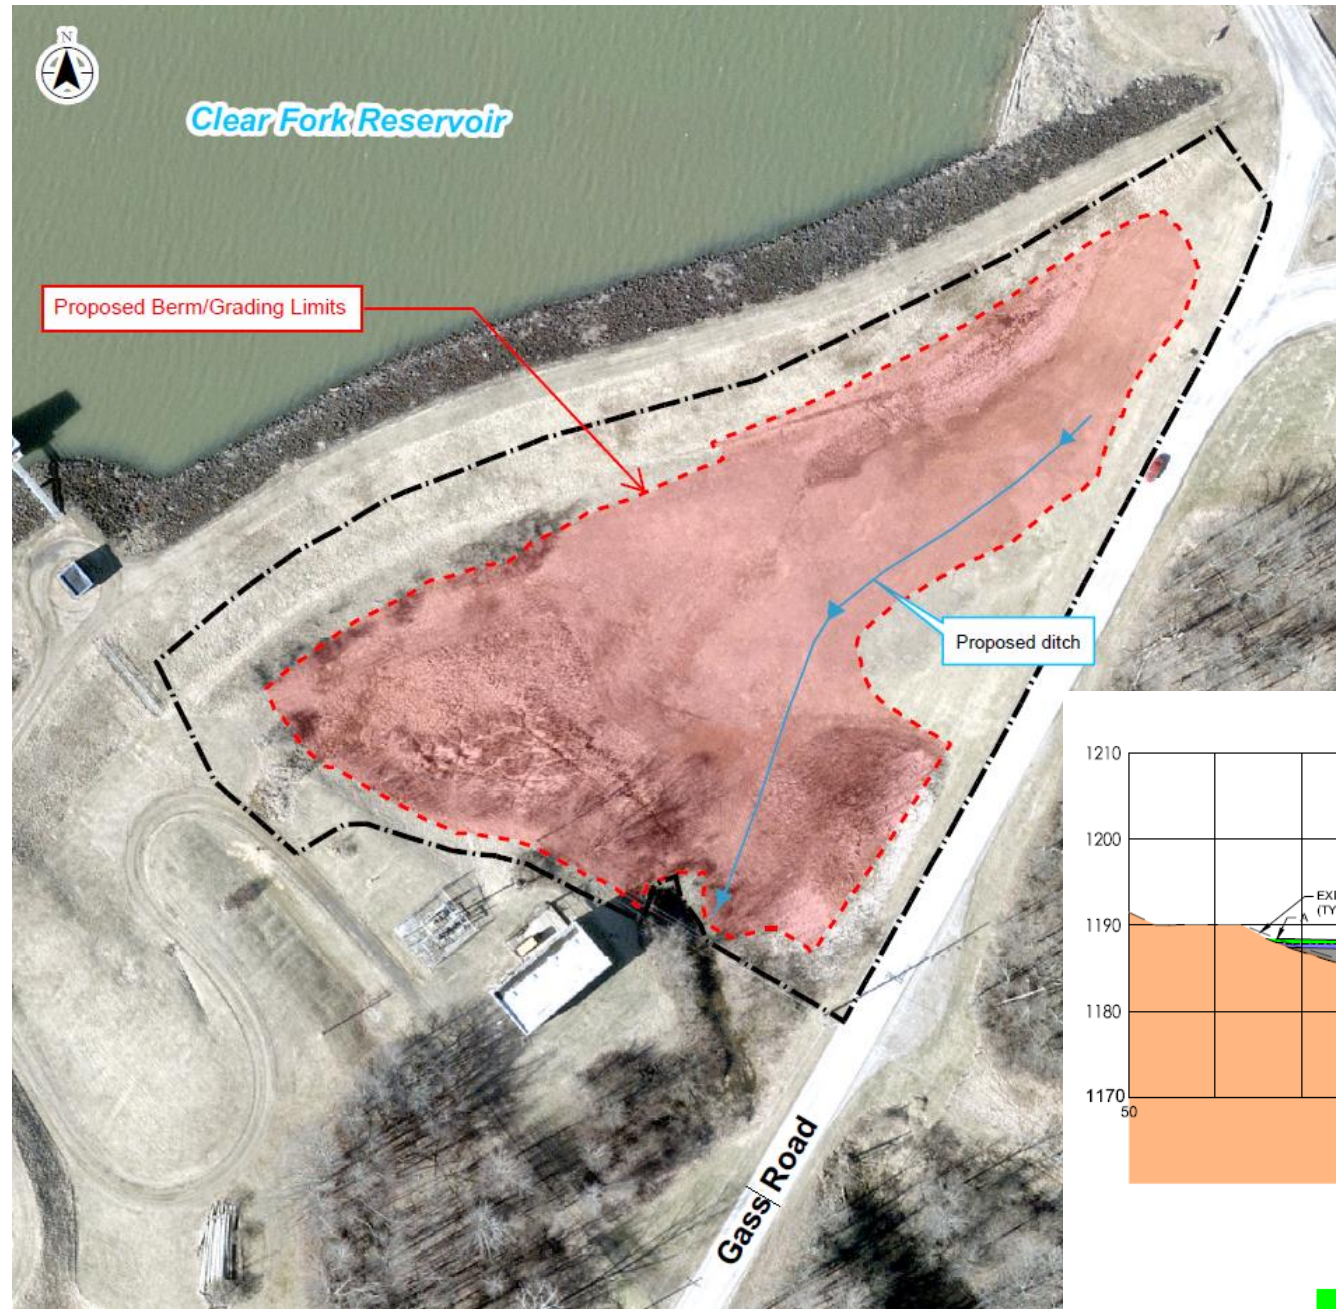 N
Clear Fork Reservoir
Proposed Berm/Grading Limits
Proposed ditch
Gass Road
1210
1200
1190
1180
1170
50